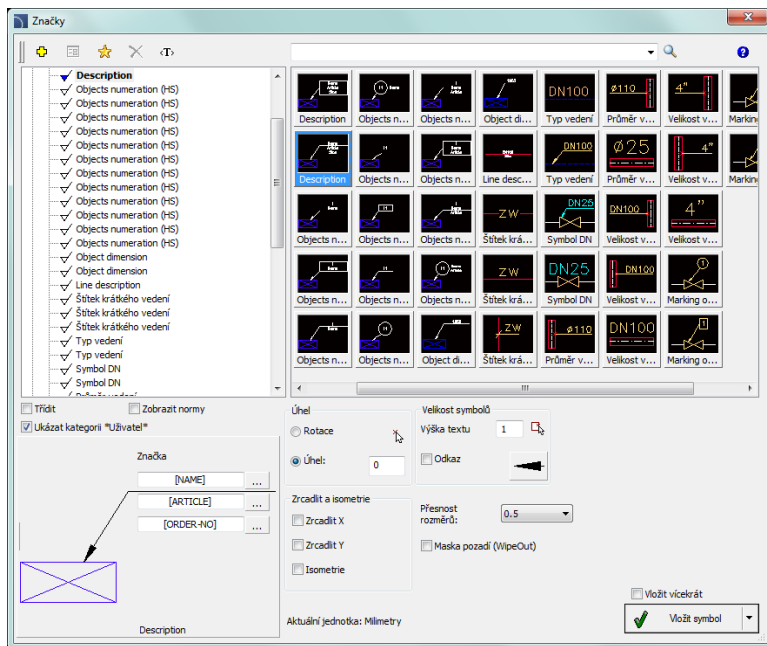 Značky
‹T›
Description
Objects numeration (HS)
Objects numeration (HS)
Objects numeration (HS)
Objects numeration (HS)
Objects numeration (HS)
Objects numeration (HS)
Objects numeration (HS)
Objects numeration (HS)
Objects numeration (HS)
Objects numeration (HS)
Objects numeration (HS)
Objects numeration (HS)
Object dimension
Object dimension
Line description
Štítek krátkého vedení
Štítek krátkého vedení
Štítek krátkého vedení
Typ vedení
Typ vedení
Symbol DN
Symbol DN
Průměr vedení
DN100 ø110 4"
Description Objects n... Objects n... Object di... Typ vedení Průměr v... Velikost v... Marking
DN100 Ø25 4"
Description Objects n... Objects n... Line desc... Typ vedení Průměr v... Velikost v... Marking
ZW DN25 DN100 4"
Objects n... Objects n... Objects n... Štítek krá... Symbol DN Velikost v... Velikost v...
ZW DN25 DN100 1
Objects n... Objects n... Objects n... Štítek krá... Symbol DN Velikost v... Marking o...
ZW ø110 DN100 1
Objects n... Objects n... Object di... Štítek krá... Průměr v... Velikost v... Marking o...
Třídit Zobrazit normy
Ukázat kategorii "Uživatel"
Značka
[NAME] ...
[ARTICLE] ...
[ORDER-NO] ...
Description
Úhel
Rotace
Úhel: 0
Velikost symbolů
Výška textu 1
Odkaz
Zrcadlit a isometrie
Zrcadlit X
Zrcadlit Y
Isometrie
Přesnost
rozměrů: 0.5
Maska pozadí (WipeOut)
Aktuální jednotka: Milimetry
Vložit vícekrát
Vložit symbol